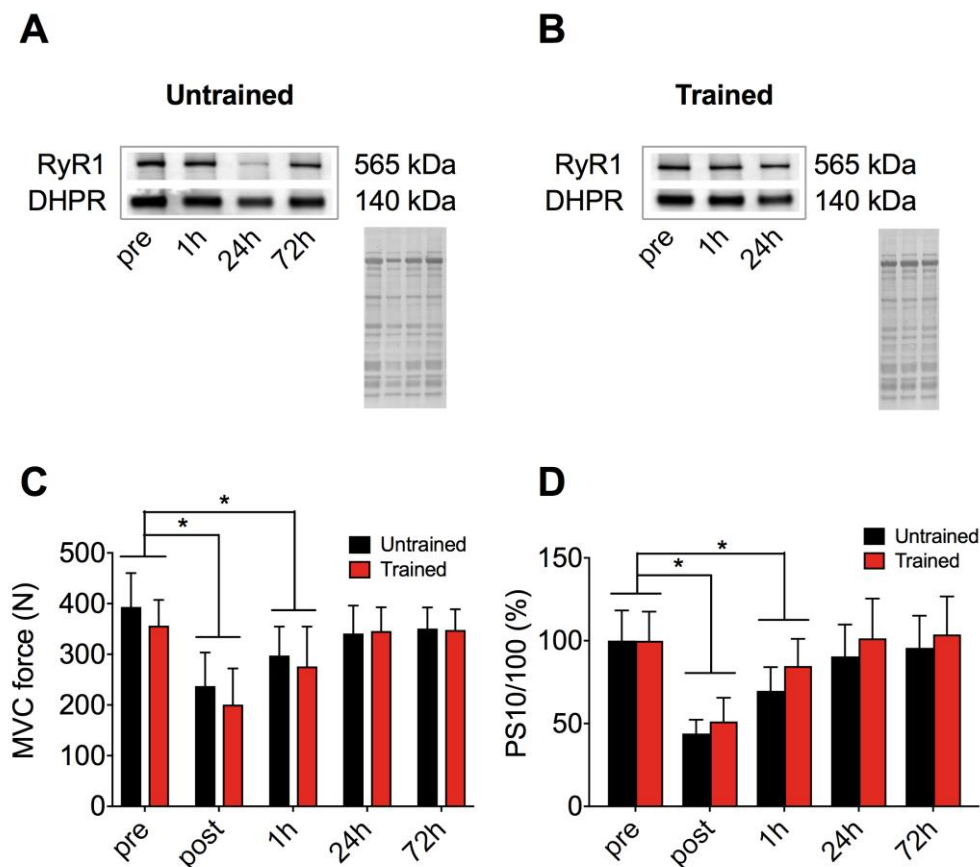 A
Untrained
RyR1 565 kDa
DHPR 140 kDa
pre 1h 24h 72h
B
Trained
RyR1 565 kDa
DHPR 140 kDa
pre 1h 24h
C
*
*
Untrained
Trained
MVC force (N)
500
400
300
200
100
0
pre post 1h 24h 72h
D
*
*
Untrained
Trained
PS10/100 (%)
150
100
50
0
pre post 1h 24h 72h